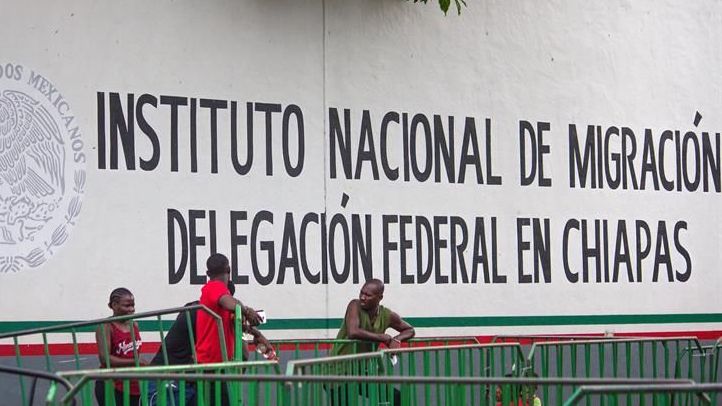 DOS MEXICANOS
INSTITUTO NACIONAL DE MIGRACIÓN
DELEGACIÓN FEDERAL EN CHIAPAS